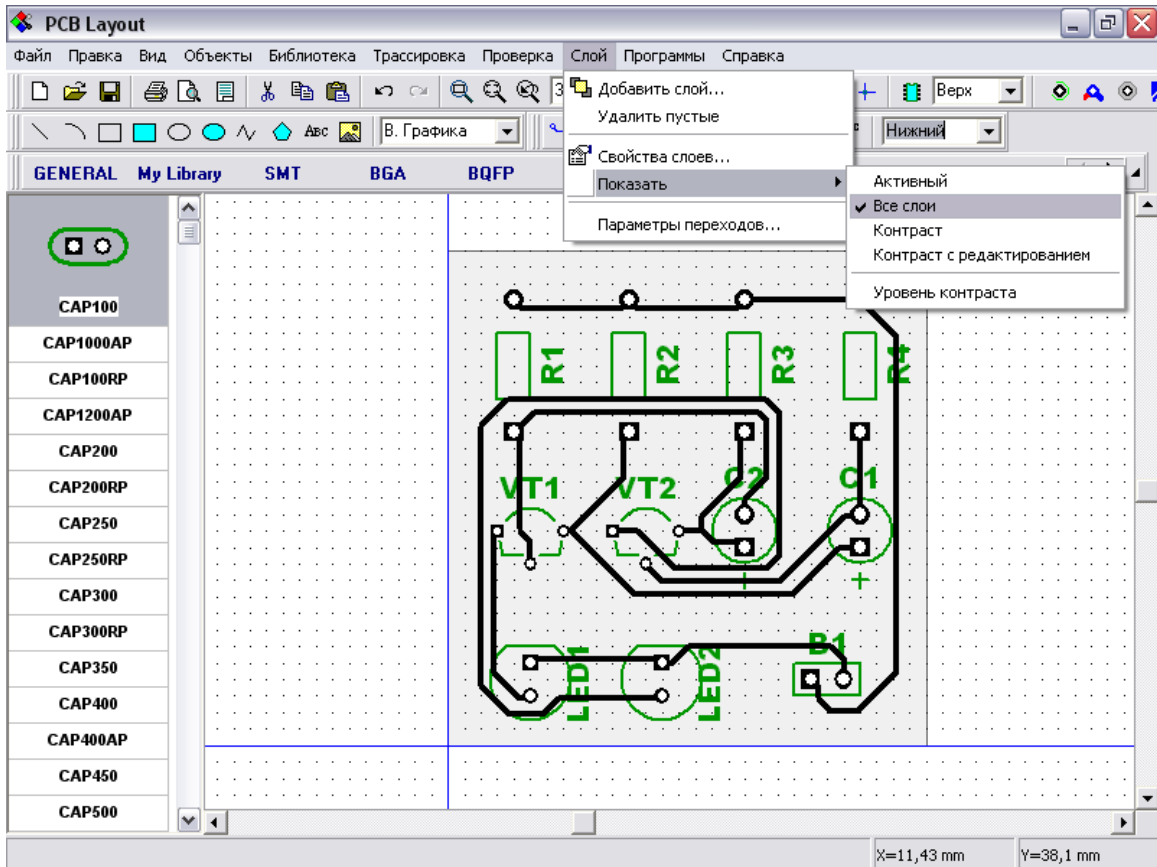 PCB Layout
Файл Правка Вид Объекты Библиотека Трассировка Проверка Слой Программы Справка
Верх
Авс В. Графика Нижний
GENERAL My Library SMT BGA BQFP
Добавить слой...
Удалить пустые
Свойства слоев...
Показать
Параметры переходов...
Активный
Все слои
Контраст
Контраст с редактированием
Уровень контраста
CAP100
CAP1000AP
CAP100RP
CAP1200AP
CAP200
CAP200RP
CAP250
CAP250RP
CAP300
CAP300RP
CAP350
CAP400
CAP400AP
CAP450
CAP500
R1 R2 R3 R4
VT1 VT2 C2 C1
+ +
LED1 LED2 B1
X=11,43 mm Y=38,1 mm